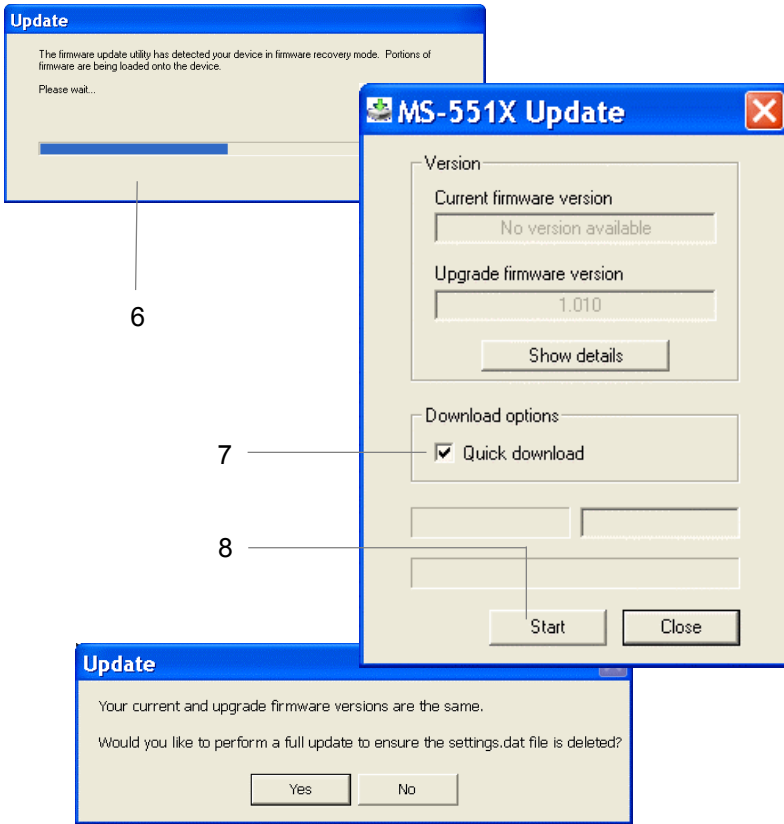 Update
The firmware update utility has detected your device in firmware recovery mode. Portions of
firmware are being loaded onto the device.
Please wait...
6
MS-551X Update
Version
Current firmware version
No version available
Upgrade firmware version
1.010
Show details
Download options
7
Quick download
8
Start
Close
Update
Your current and upgrade firmware versions are the same.
Would you like to perform a full update to ensure the settings.dat file is deleted?
Yes
No